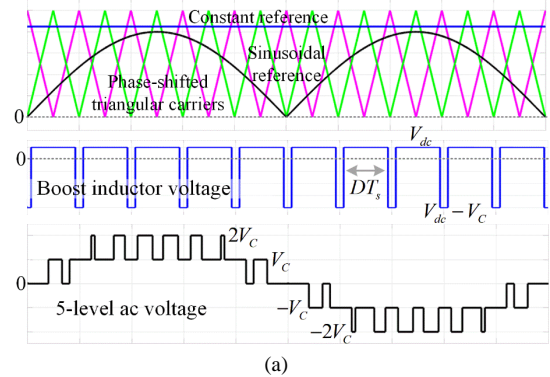 Constant reference
Sinusoidal
reference
Phase-shifted
triangular carriers
0
V_dc
0
Boost inductor voltage
DT_s
V_dc − V_C
2V_C
V_C
0
5-level ac voltage
−V_C
−2V_C
(a)